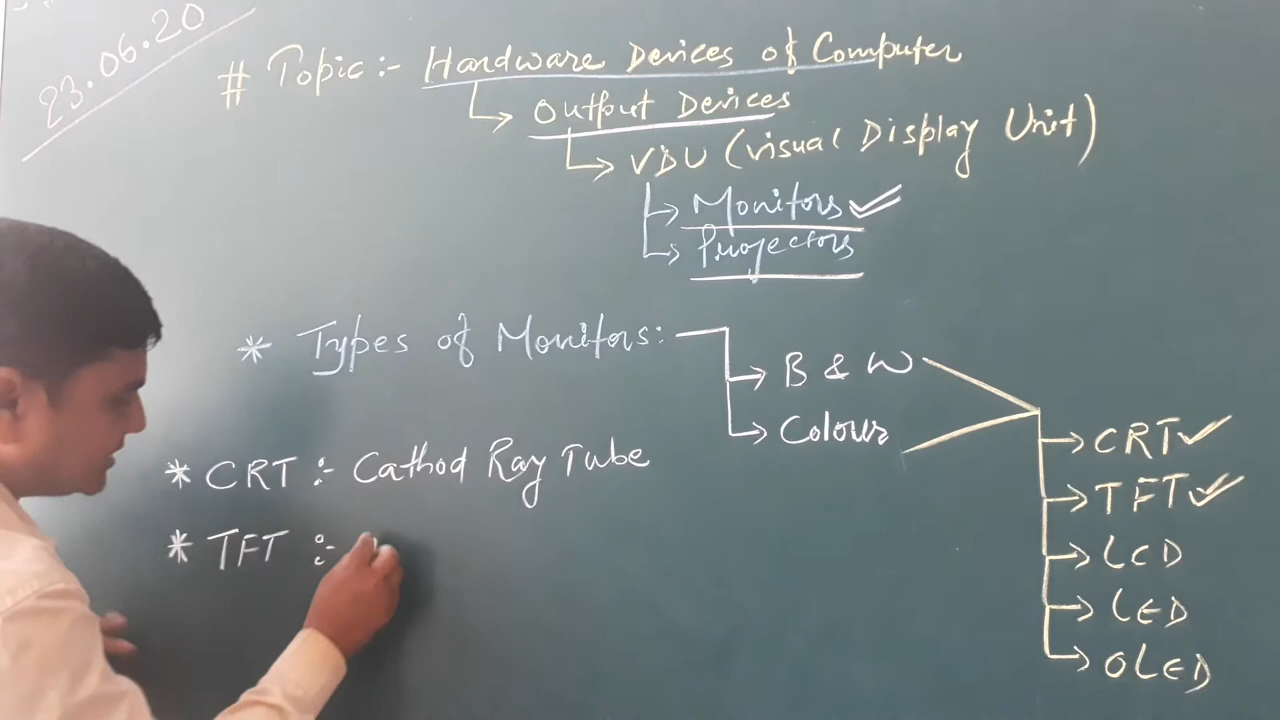 23.06.20
# Topic :- Hardware Devices of Computer
Output Devices
VDU (Visual Display Unit)
Monitors
Projectors
* Types of Monitors:
B & W
Colour
* CRT :- Cathod Ray Tube
* TFT :-
CRT
TFT
LCD
LED
OLED